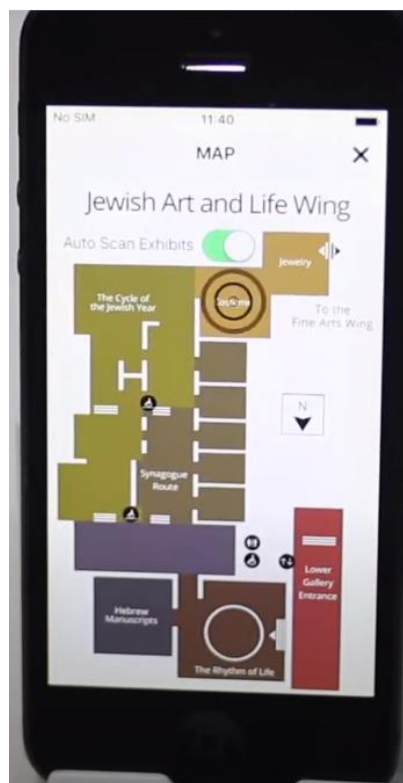 No SIM
11:40
MAP
Jewish Art and Life Wing
Auto Scan Exhibits
Jewelry
The Cycle of
the Jewish Year
To the
Fine Arts Wing
N
Synagogue
Route
Lower
Gallery
Entrance
Hebrew
Manuscripts
The Rhythm of Life